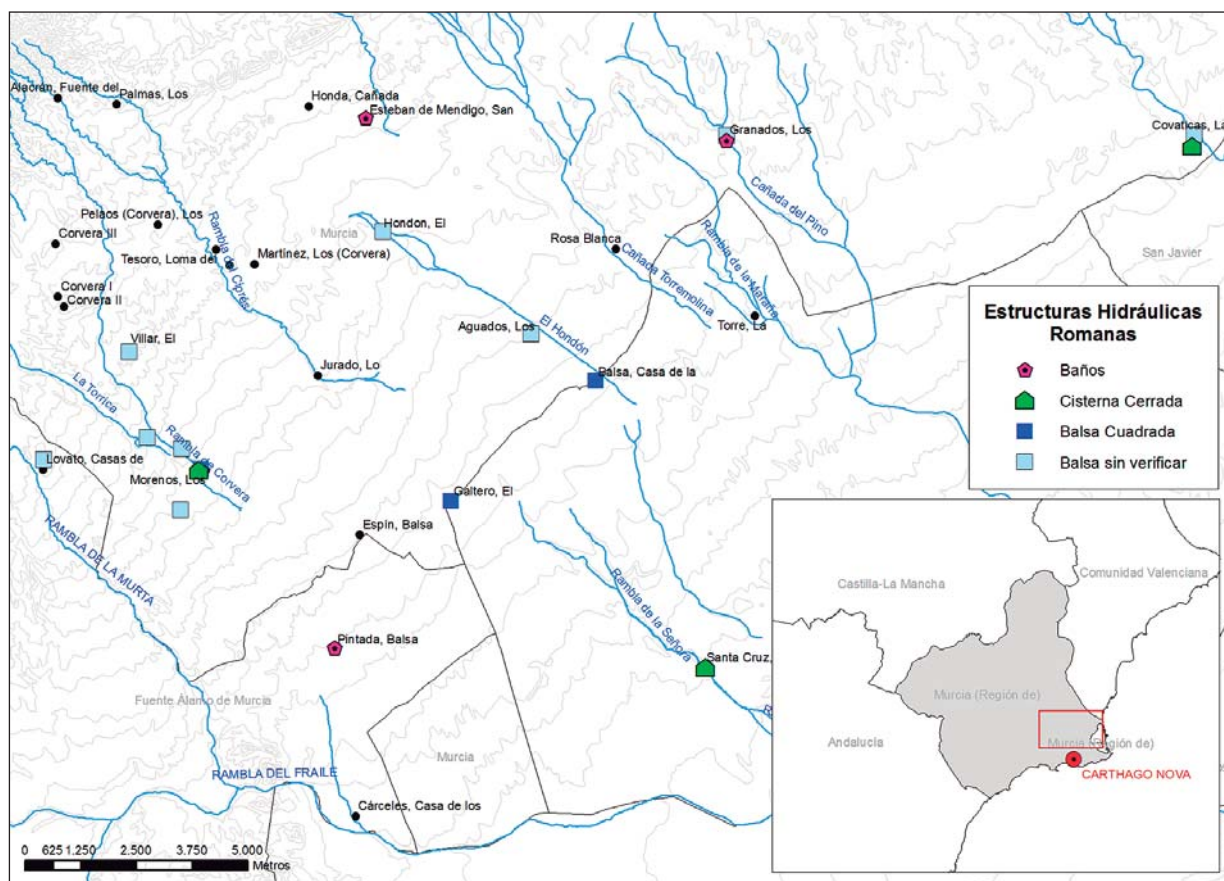 Alacrán, Fuente del
Palmas, Los
Honda, Cañada
Esteban de Mendigo, San
Granados, Los
Covaticas, La
Cañada del Pino
Pelaos (Corvera), Los
Corvera III
Rambla del Ciprés
Murcia
Hondon, El
Rosa Blanca
Tesoro, Loma del
Martínez, Los (Corvera)
Cañada Torremolina
Rambla de la Maraña
San Javier
Corvera I
Corvera II
Torre, La
Villar, El
Aguados, Los
El Hondón
Jurado, Lo
Balsa, Casa de la
La Torrica
Rambla de Corvera
Lovato, Casas de
Morenos, Los
Galtero, El
Espín, Balsa
RAMBLA DE LA MURTA
Rambla de la Señora
Pintada, Balsa
Santa Cruz,
Fuente Álamo de Murcia
Murcia
RAMBLA DEL FRAILE
Cárceles, Casa de los
0 625 1.250 2.500 3.750 5.000
Metros
Estructuras Hidráulicas
Romanas
Baños
Cisterna Cerrada
Balsa Cuadrada
Balsa sin verificar
Castilla-La Mancha
Comunidad Valenciana
Murcia (Región de)
Andalucía
Murcia (Región de)
CARTHAGO NOVA